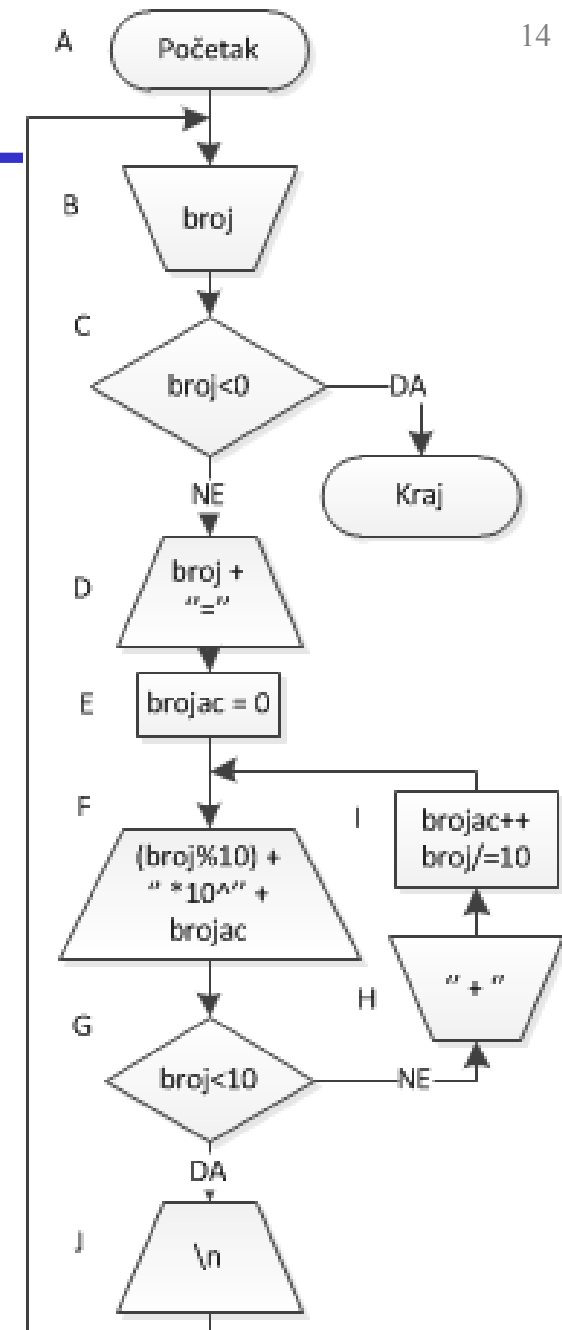 14
A
Početak
B
broj
C
broj<0
DA
Kraj
NE
D
broj +
"="
E
brojac = 0
F
(broj%10) +
" *10^" +
brojac
I
brojac++
broj/=10
H
" + "
G
broj<10
NE
DA
J
\n